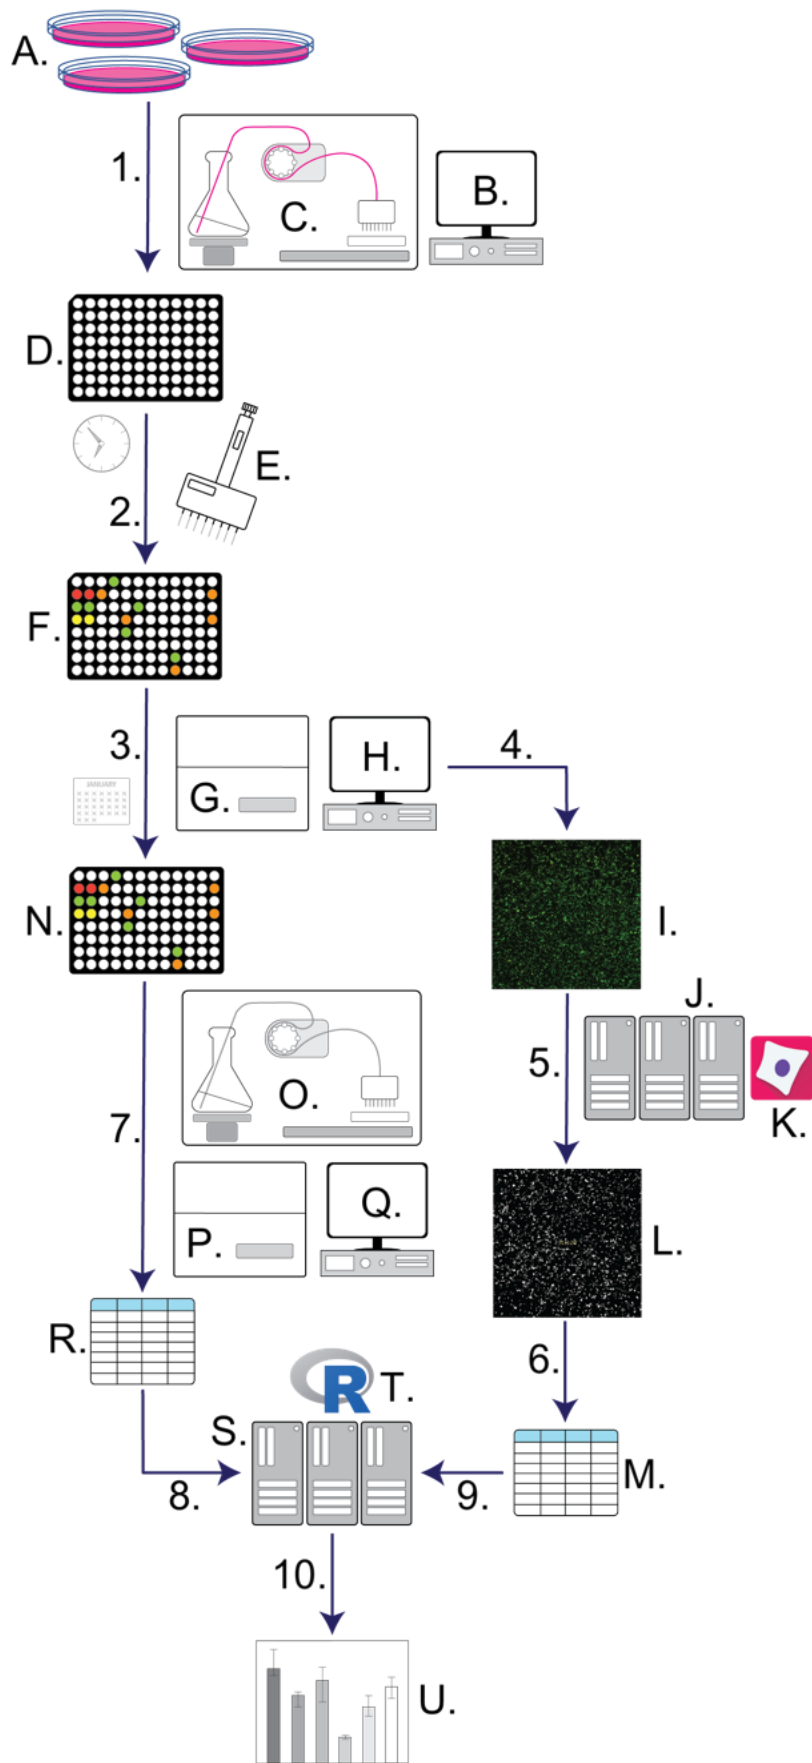 A.
1.
C.
B.
D.
E.
2.
F.
3.
G.
H.
4.
JANUARY
I.
N.
J.
5.
K.
O.
7.
P.
Q.
L.
R.
6.
R
T.
S.
M.
8.
9.
10.
U.